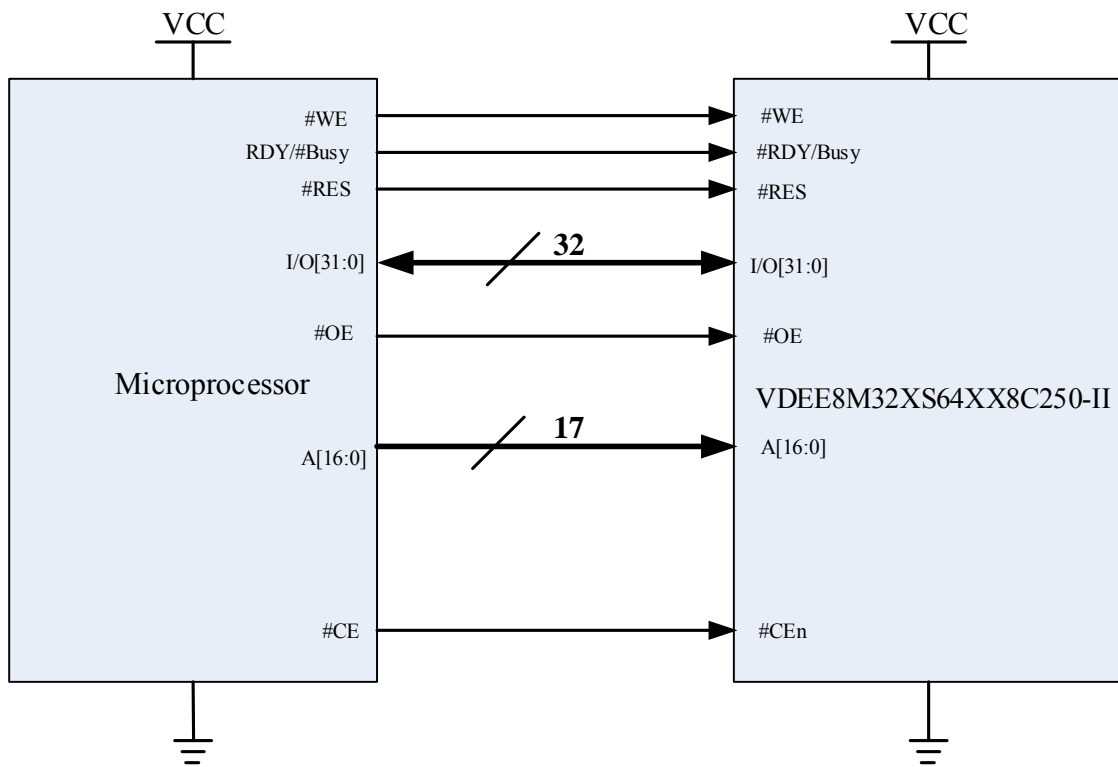 VCC
VCC
#WE
#WE
RDY/#Busy
#RDY/Busy
#RES
#RES
32
I/O[31:0]
I/O[31:0]
#OE
#OE
Microprocessor
VDEE8M32XS64XX8C250-II
17
A[16:0]
A[16:0]
#CE
#CEn